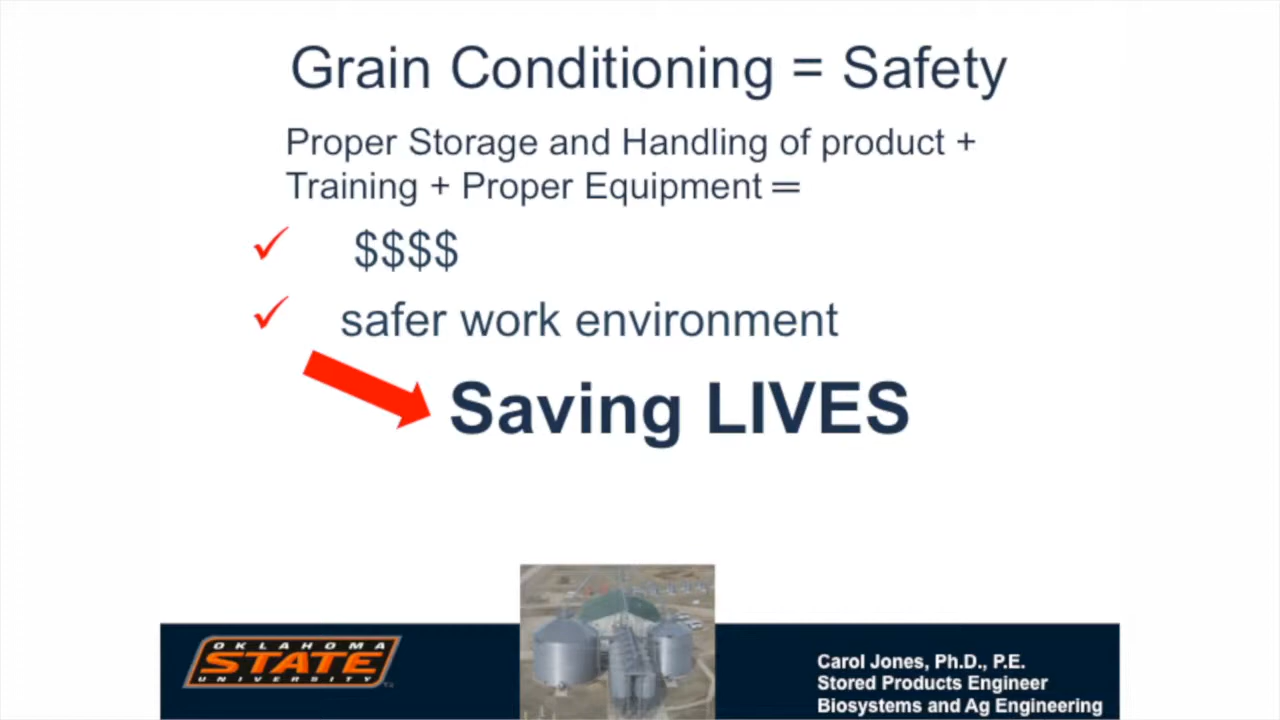 Grain Conditioning = Safety
Proper Storage and Handling of product +
Training + Proper Equipment =
$$$$
safer work environment
Saving LIVES
OKLAHOMA
STATE
UNIVERSITY
Carol Jones, Ph.D., P.E.
Stored Products Engineer
Biosystems and Ag Engineering